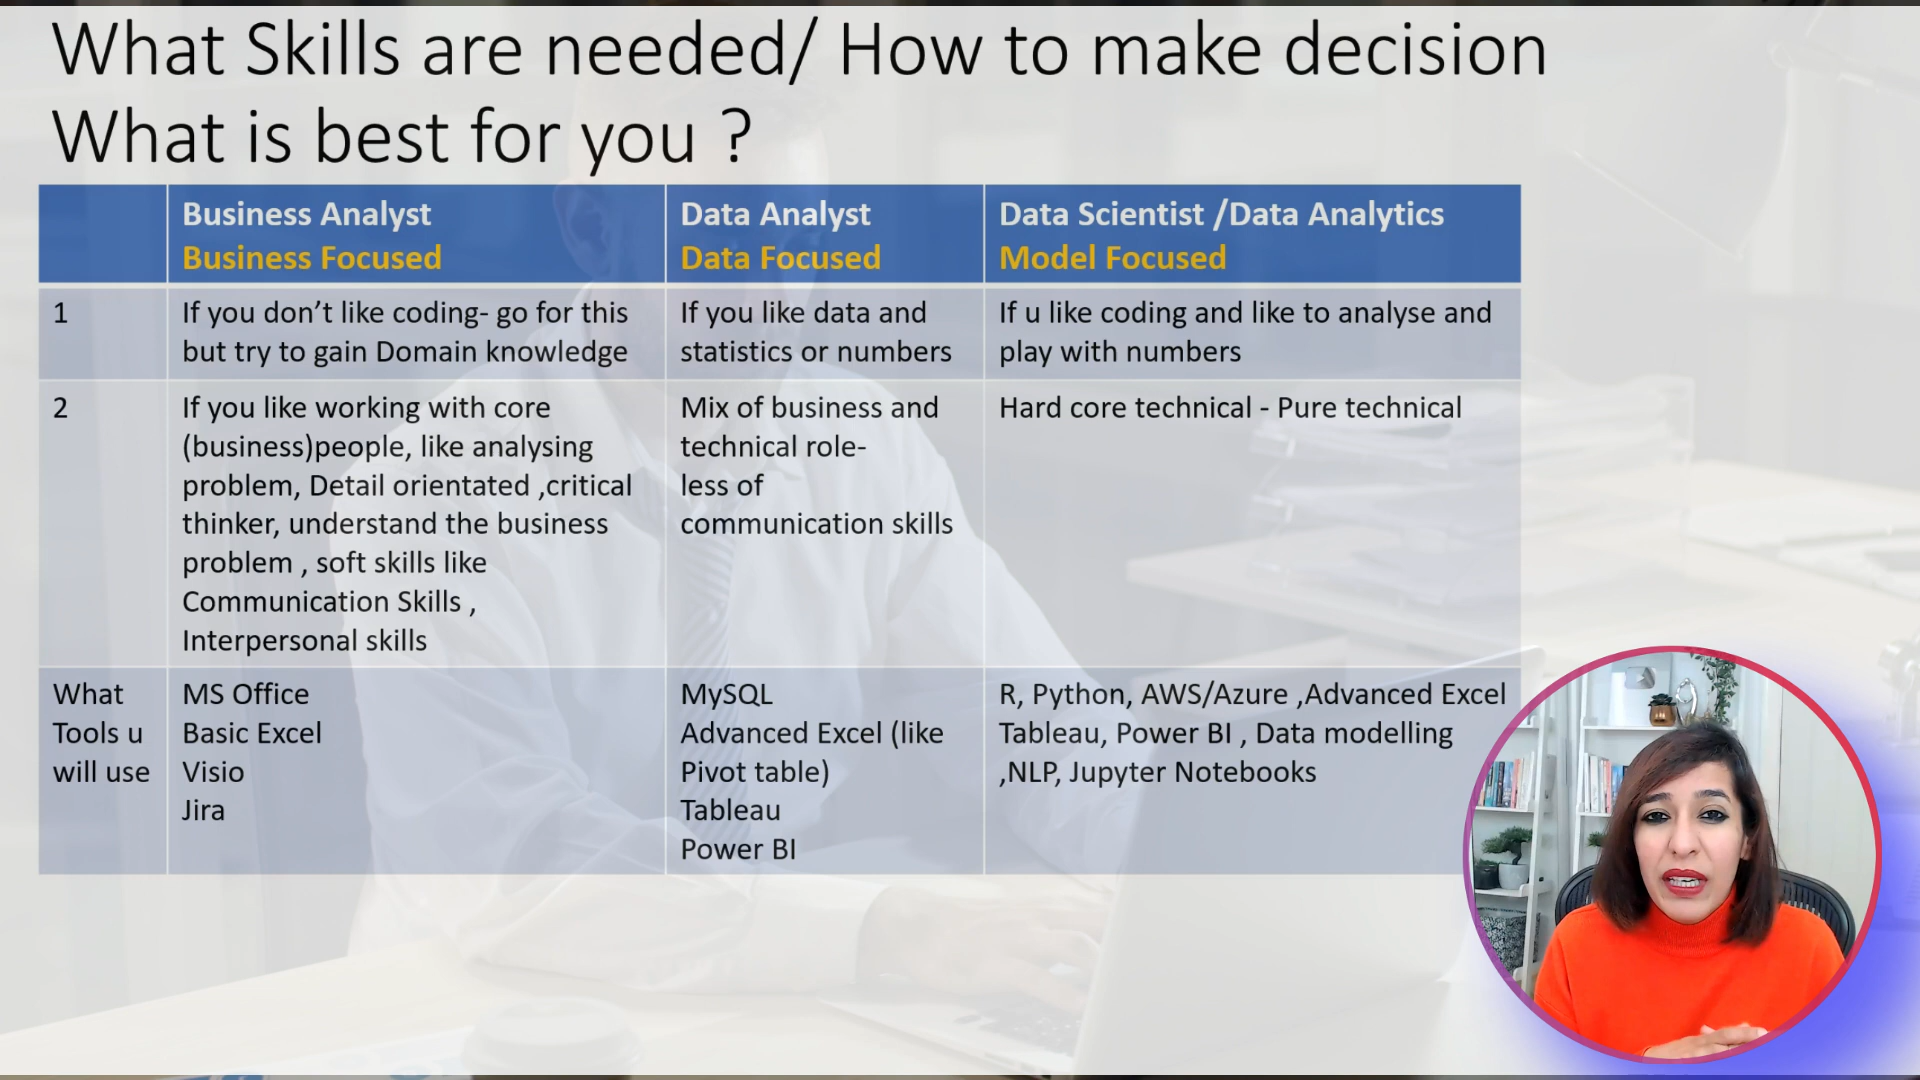 What Skills are needed/ How to make decision
What is best for you ?
Business Analyst
Business Focused
Data Analyst
Data Focused
Data Scientist /Data Analytics
Model Focused
1
If you don’t like coding- go for this
but try to gain Domain knowledge
If you like data and
statistics or numbers
If u like coding and like to analyse and
play with numbers
2
If you like working with core
(business)people, like analysing
problem, Detail orientated ,critical
thinker, understand the business
problem , soft skills like
Communication Skills ,
Interpersonal skills
Mix of business and
technical role-
less of
communication skills
Hard core technical - Pure technical
What
Tools u
will use
MS Office
Basic Excel
Visio
Jira
MySQL
Advanced Excel (like
Pivot table)
Tableau
Power BI
R, Python, AWS/Azure ,Advanced Excel
Tableau, Power BI , Data modelling
,NLP, Jupyter Notebooks